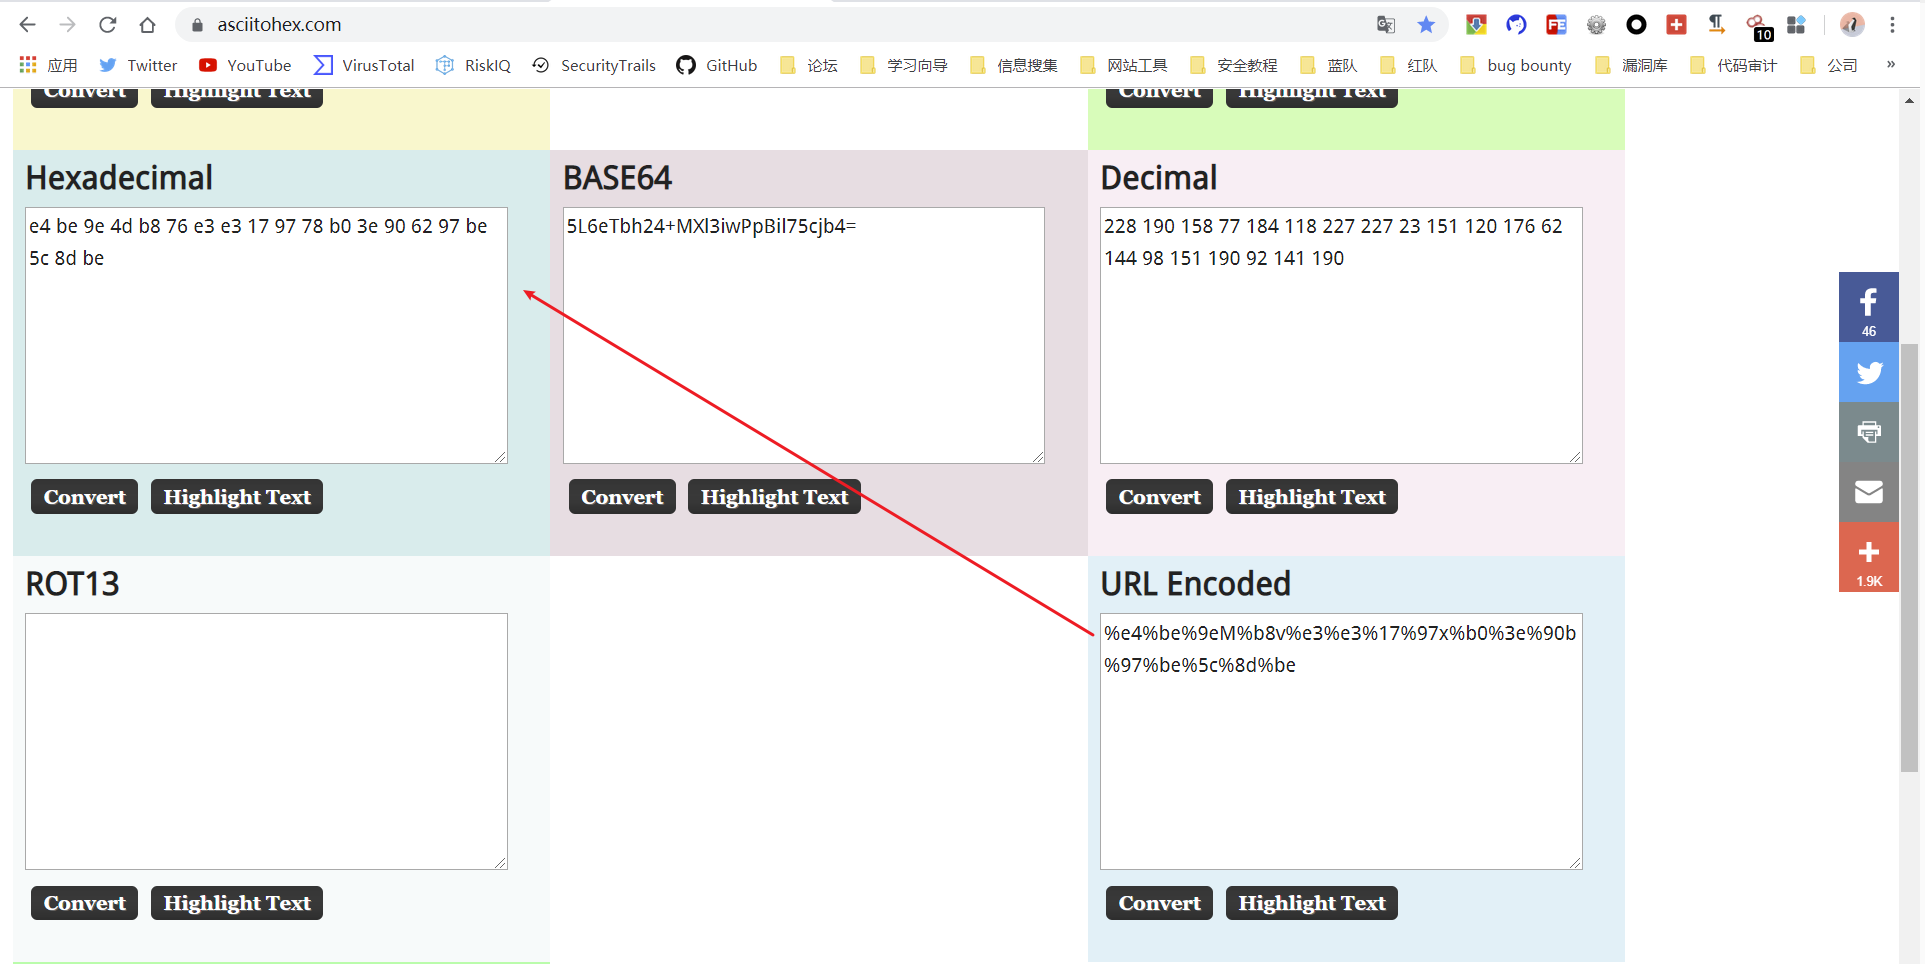 asciitohex.com
10
应用 Twitter YouTube VirusTotal RiskIQ SecurityTrails GitHub 论坛 学习向导 信息搜集 网站工具 安全教程 蓝队 红队 bug bounty 漏洞库 代码审计 公司 »
Convert Highlight Text Convert Highlight Text
Hexadecimal
e4 be 9e 4d b8 76 e3 e3 17 97 78 b0 3e 90 62 97 be
5c 8d be
Convert Highlight Text
BASE64
5L6eTbh24+MXl3iwPpBil75cjb4=
Convert Highlight Text
Decimal
228 190 158 77 184 118 227 227 23 151 120 176 62
144 98 151 190 92 141 190
Convert Highlight Text
46
1.9K
ROT13
Convert Highlight Text
URL Encoded
%e4%be%9eM%b8v%e3%e3%17%97x%b0%3e%90b
%97%be%5c%8d%be
Convert Highlight Text